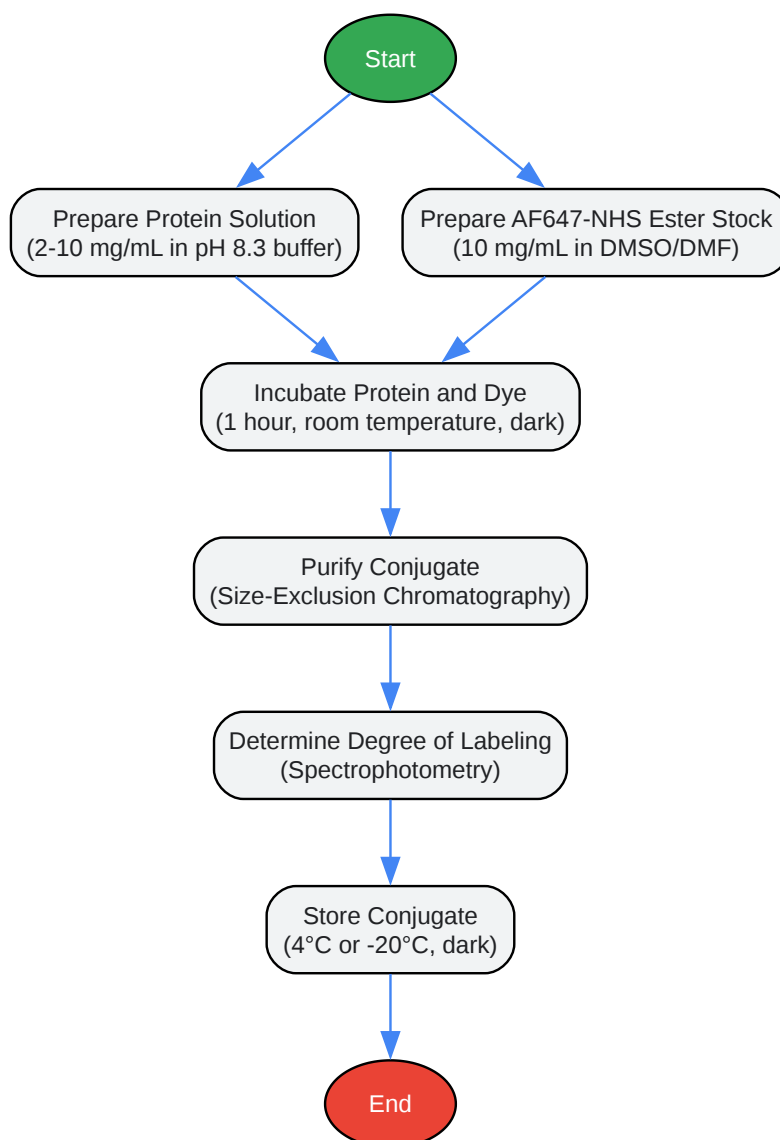 Start
Prepare Protein Solution
(2-10 mg/mL in pH 8.3 buffer)
Prepare AF647-NHS Ester Stock
(10 mg/mL in DMSO/DMF)
Incubate Protein and Dye
(1 hour, room temperature, dark)
Purify Conjugate
(Size-Exclusion Chromatography)
Determine Degree of Labeling
(Spectrophotometry)
Store Conjugate
(4°C or -20°C, dark)
End